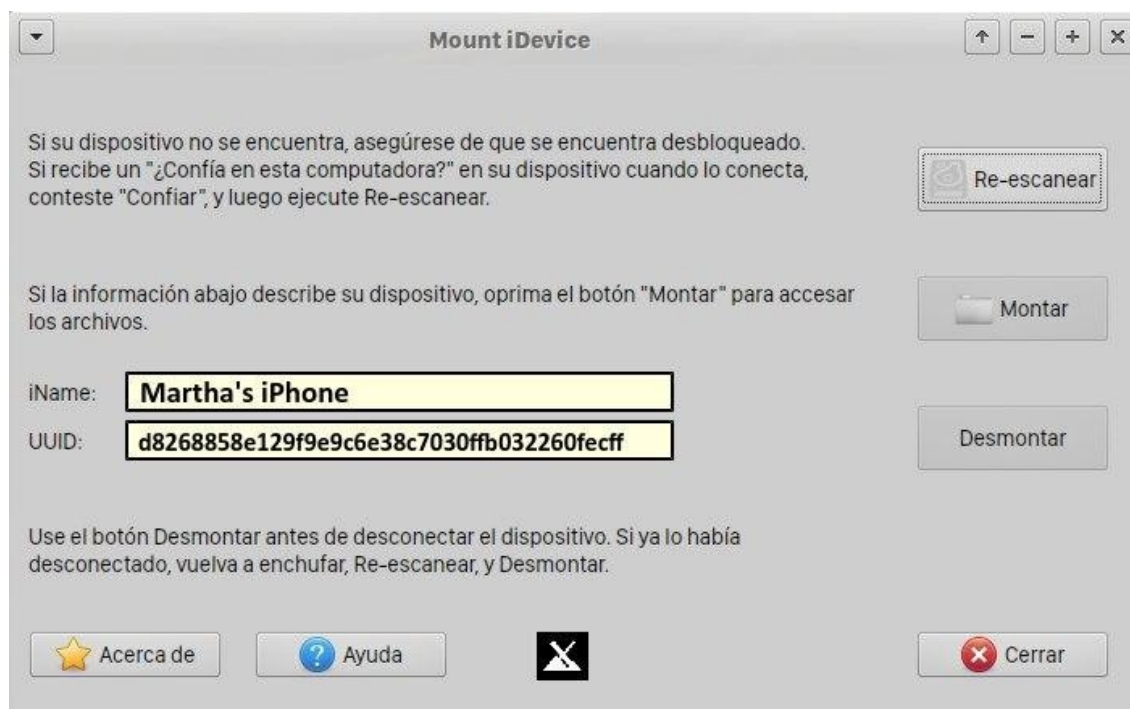 Mount iDevice
Si su dispositivo no se encuentra, asegúrese de que se encuentra desbloqueado.
Si recibe un "¿Confía en esta computadora?" en su dispositivo cuando lo conecta,
conteste "Confiar", y luego ejecute Re-escanear.
Re-escanear
Si la información abajo describe su dispositivo, oprima el botón "Montar" para accesar
los archivos.
Montar
iName: Martha's iPhone
UUID: d8268858e129f9e9c6e38c7030ffb032260fecff
Desmontar
Use el botón Desmontar antes de desconectar el dispositivo. Si ya lo había
desconectado, vuelva a enchufar, Re-escanear, y Desmontar.
Acerca de
Ayuda
Cerrar